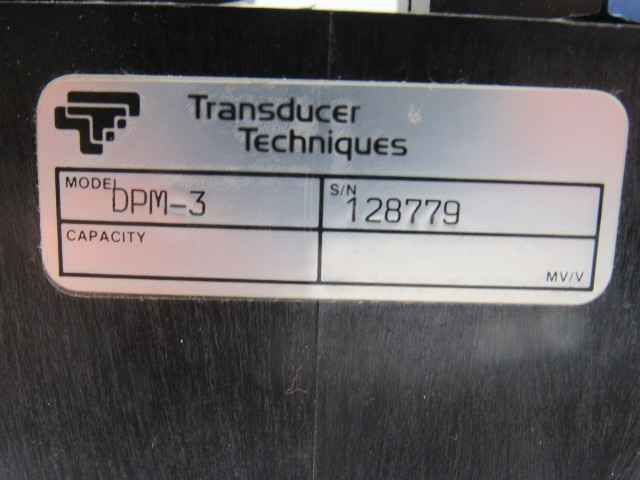 Transducer
Techniques
MODEL DPM-3
S/N 128779
CAPACITY
MV/V